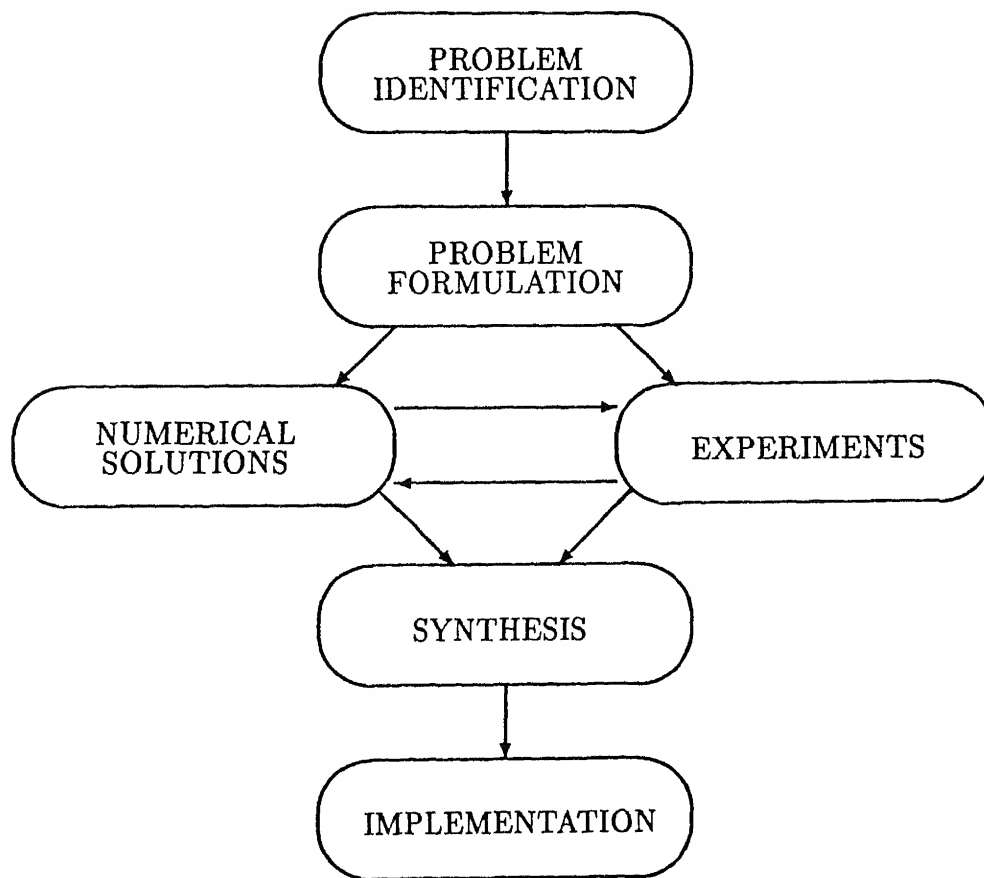 PROBLEM
IDENTIFICATION
PROBLEM
FORMULATION
NUMERICAL
SOLUTIONS
EXPERIMENTS
SYNTHESIS
IMPLEMENTATION